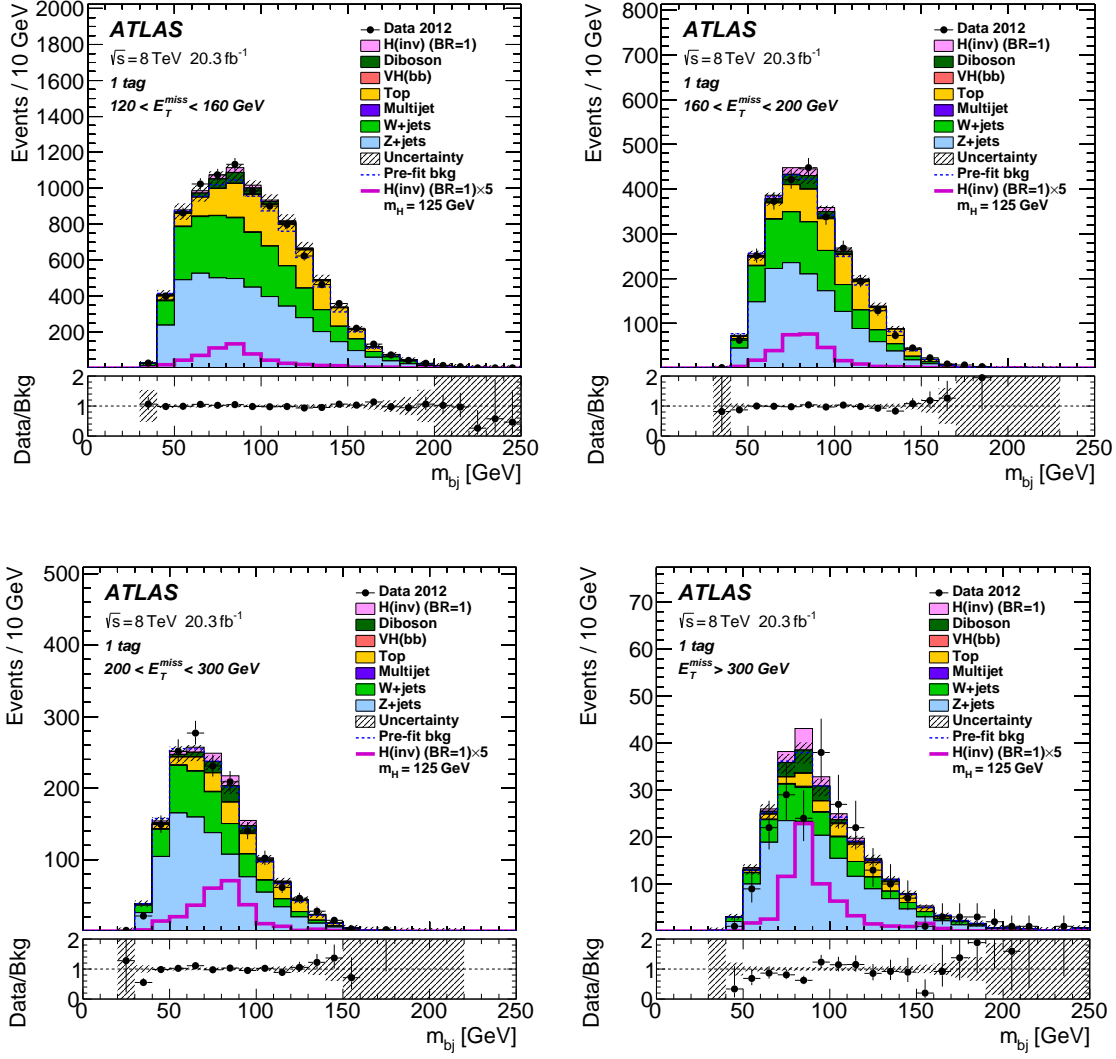 Events / 10 GeV
2000
1800
1600
1400
1200
1000
800
600
400
200
ATLAS
√s = 8 TeV 20.3 fb⁻¹
1 tag
120 < E_T^miss < 160 GeV
Data 2012
H(inv) (BR=1)
Diboson
VH(bb)
Top
Multijet
W+jets
Z+jets
Uncertainty
Pre-fit bkg
H(inv) (BR=1)×5
m_H = 125 GeV
Data/Bkg
2
1
0
0 50 100 150 200 250
m_bj [GeV]
Events / 10 GeV
800
700
600
500
400
300
200
100
ATLAS
√s = 8 TeV 20.3 fb⁻¹
1 tag
160 < E_T^miss < 200 GeV
Data 2012
H(inv) (BR=1)
Diboson
VH(bb)
Top
Multijet
W+jets
Z+jets
Uncertainty
Pre-fit bkg
H(inv) (BR=1)×5
m_H = 125 GeV
Data/Bkg
2
1
0
0 50 100 150 200 250
m_bj [GeV]
Events / 10 GeV
500
400
300
200
100
ATLAS
√s = 8 TeV 20.3 fb⁻¹
1 tag
200 < E_T^miss < 300 GeV
Data 2012
H(inv) (BR=1)
Diboson
VH(bb)
Top
Multijet
W+jets
Z+jets
Uncertainty
Pre-fit bkg
H(inv) (BR=1)×5
m_H = 125 GeV
Data/Bkg
2
1
0
0 50 100 150 200 250
m_bj [GeV]
Events / 10 GeV
70
60
50
40
30
20
10
ATLAS
√s = 8 TeV 20.3 fb⁻¹
1 tag
E_T^miss > 300 GeV
Data 2012
H(inv) (BR=1)
Diboson
VH(bb)
Top
Multijet
W+jets
Z+jets
Uncertainty
Pre-fit bkg
H(inv) (BR=1)×5
m_H = 125 GeV
Data/Bkg
2
1
0
0 50 100 150 200 250
m_bj [GeV]